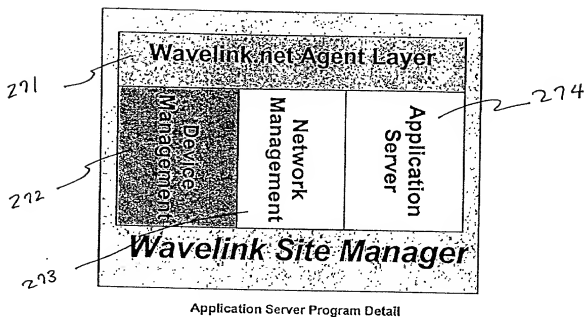 Wavelink.net Agent Layer
271
274
Device
Management
Network
Management
Application
Server
272
273
Wavelink Site Manager
Application Server Program Detail